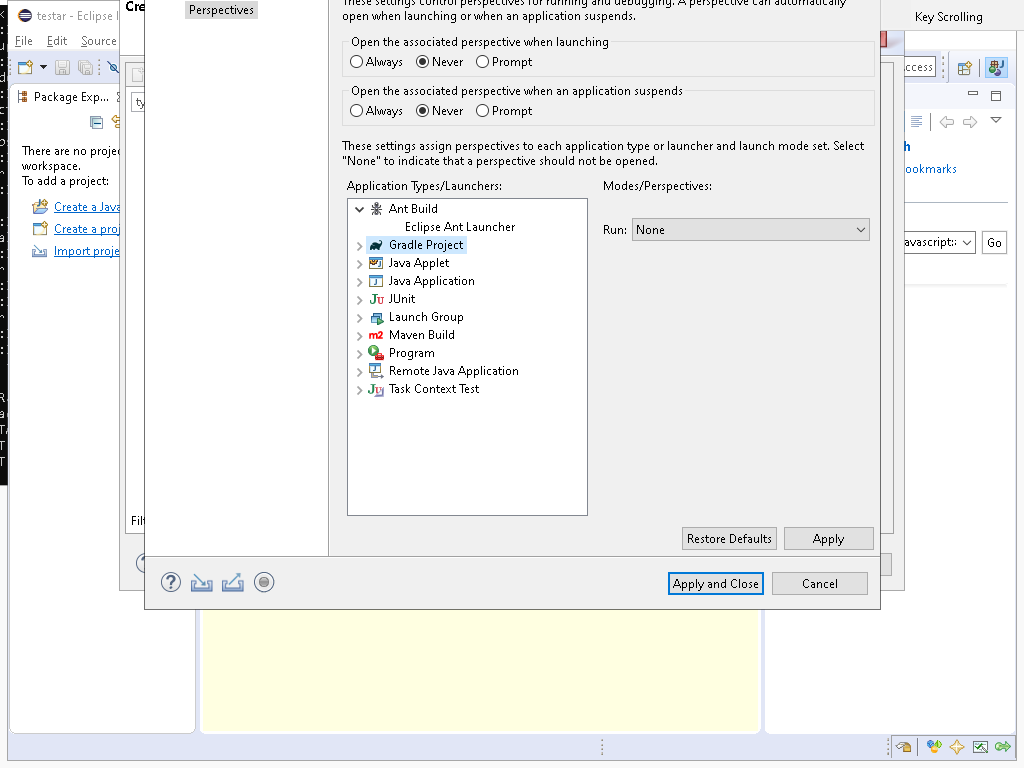 testar - Eclipse
Cre
Perspectives
These settings control perspectives for running and debugging. A perspective can automatically
open when launching or when an application suspends.
Key Scrolling
File Edit Source
Open the associated perspective when launching
Always Never Prompt
ccess
Package Exp...
Open the associated perspective when an application suspends
Always Never Prompt
ty
There are no proje
workspace.
To add a project:
These settings assign perspectives to each application type or launcher and launch mode set. Select
"None" to indicate that a perspective should not be opened.
h
ookmarks
Application Types/Launchers:
Modes/Perspectives:
Create a Java
Create a proj
Import proje
Ant Build
Eclipse Ant Launcher
Gradle Project
Java Applet
Java Application
JUnit
Launch Group
Maven Build
Program
Remote Java Application
Task Context Test
Run: None
avascript:
Go
Filt
Restore Defaults Apply
Apply and Close Cancel